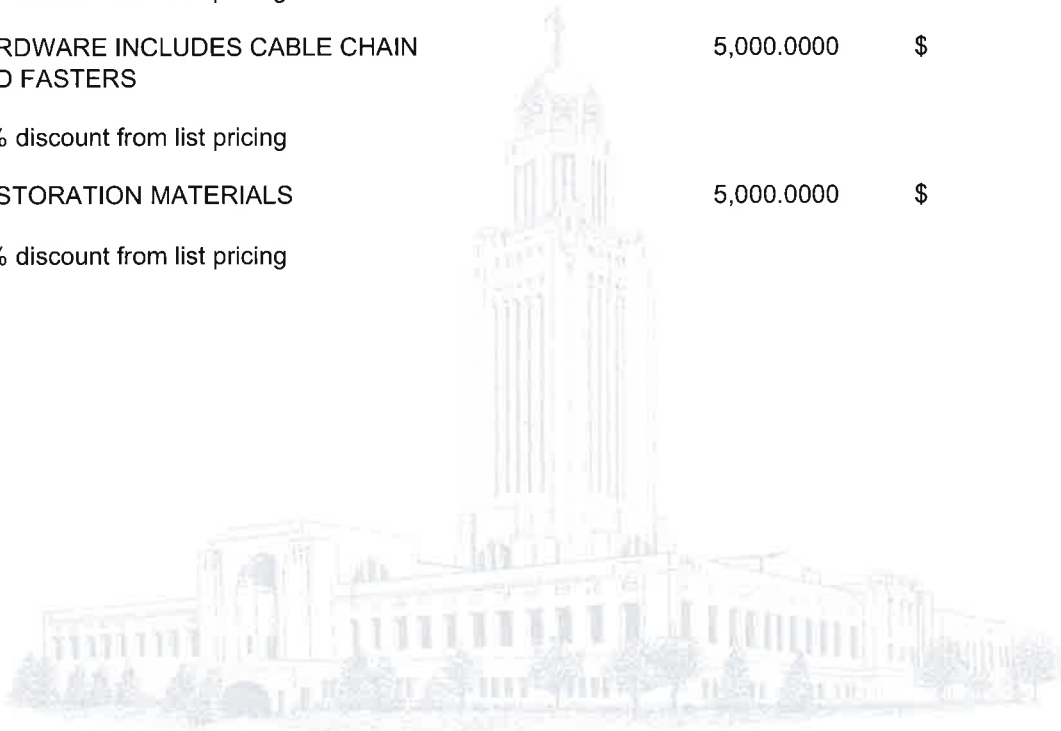 RDWARE INCLUDES CABLE CHAIN 5,000.0000 $
D FASTERS
% discount from list pricing
STORATION MATERIALS 5,000.0000 $
% discount from list pricing